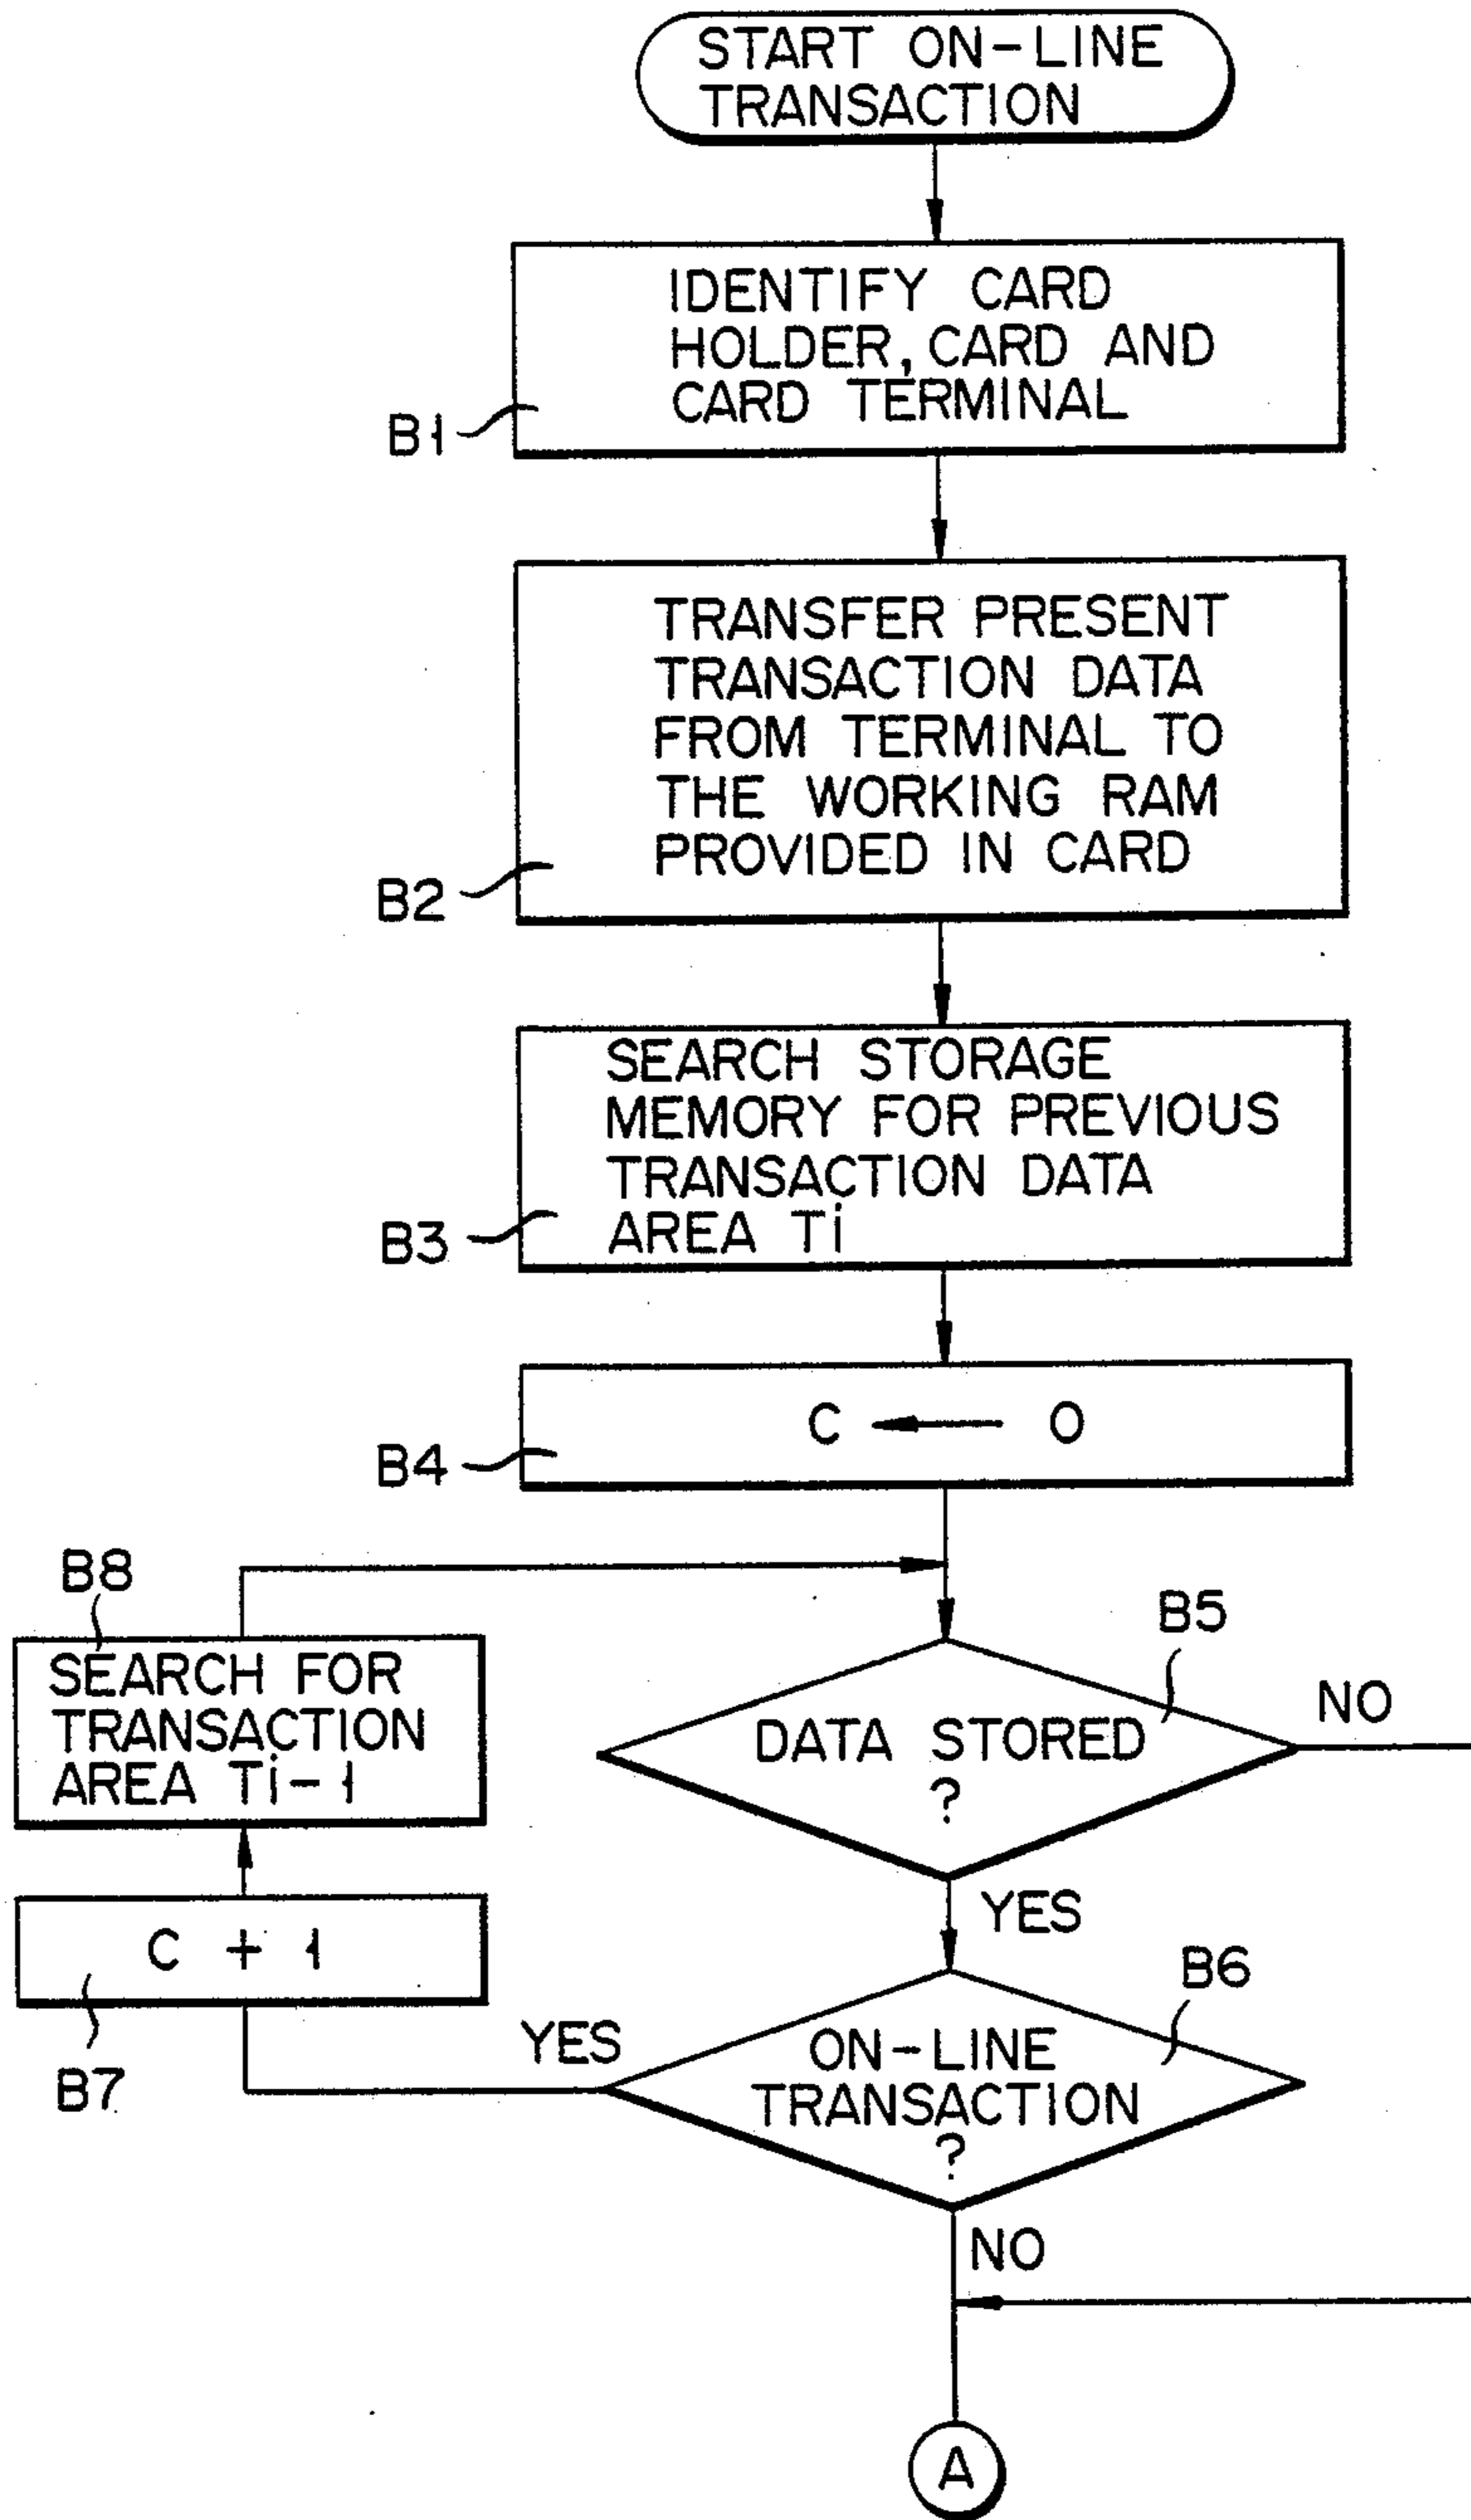 START ON-LINE
TRANSACTION
IDENTIFY CARD
HOLDER, CARD AND
CARD TERMINAL
B1
TRANSFER PRESENT
TRANSACTION DATA
FROM TERMINAL TO
THE WORKING RAM
PROVIDED IN CARD
B2
SEARCH STORAGE
MEMORY FOR PREVIOUS
TRANSACTION DATA
AREA Ti
B3
C ← 0
B4
B8
SEARCH FOR
TRANSACTION
AREA Ti-1
B5
DATA STORED
?
NO
YES
C + 1
B7
B6
YES
ON-LINE
TRANSACTION
?
NO
A